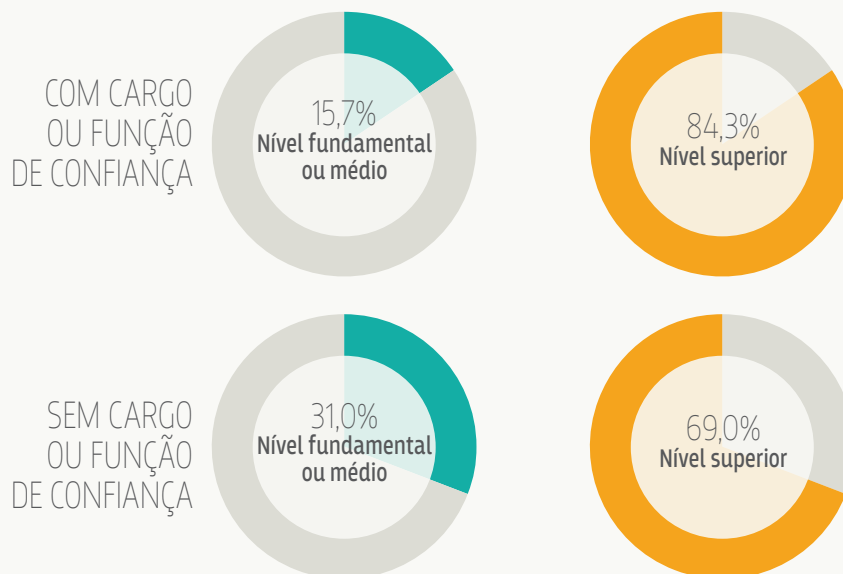 COM CARGO
OU FUNÇÃO
DE CONFIANÇA
15,7%
Nível fundamental
ou médio
84,3%
Nível superior
SEM CARGO
OU FUNÇÃO
DE CONFIANÇA
31,0%
Nível fundamental
ou médio
69,0%
Nível superior